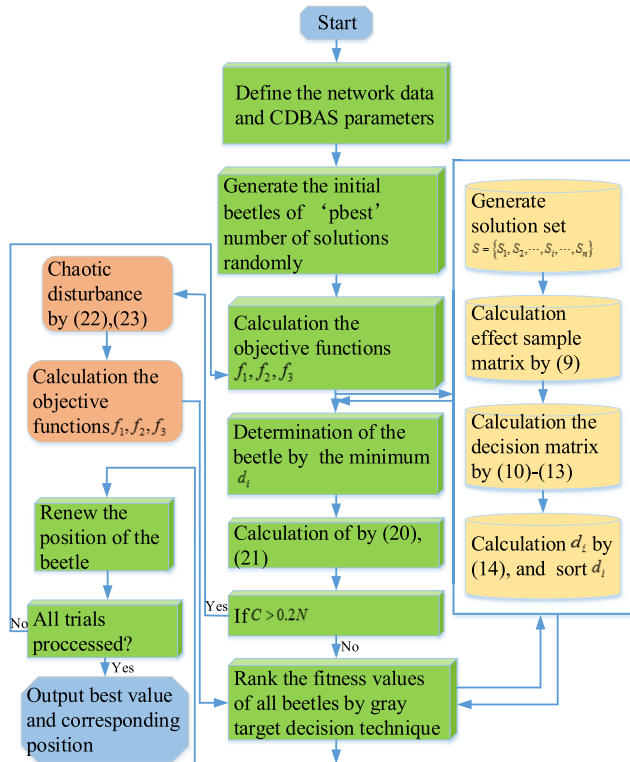 Start
Define the network data
and CDBAS parameters
Generate the initial
beetles of ‘pbest’
number of solutions
randomly
Calculation the
objective functions
f₁, f₂, f₃
Determination of the
beetle by the minimum
dᵢ
Calculation of by (20),
(21)
If C > 0.2N
Yes
No
Rank the fitness values
of all beetles by gray
target decision technique
Chaotic
disturbance
by (22),(23)
Calculation the
objective
functions f₁, f₂, f₃
Renew the
position of the
beetle
All trials
proccessed?
No
Yes
Output best value
and corresponding
position
Generate
solution set
S = {S₁, S₂, ⋯, Sᵢ, ⋯, Sₙ}
Calculation
effect sample
matrix by (9)
Calculation the
decision matrix
by (10)-(13)
Calculation dᵢ by
(14), and sort dᵢ